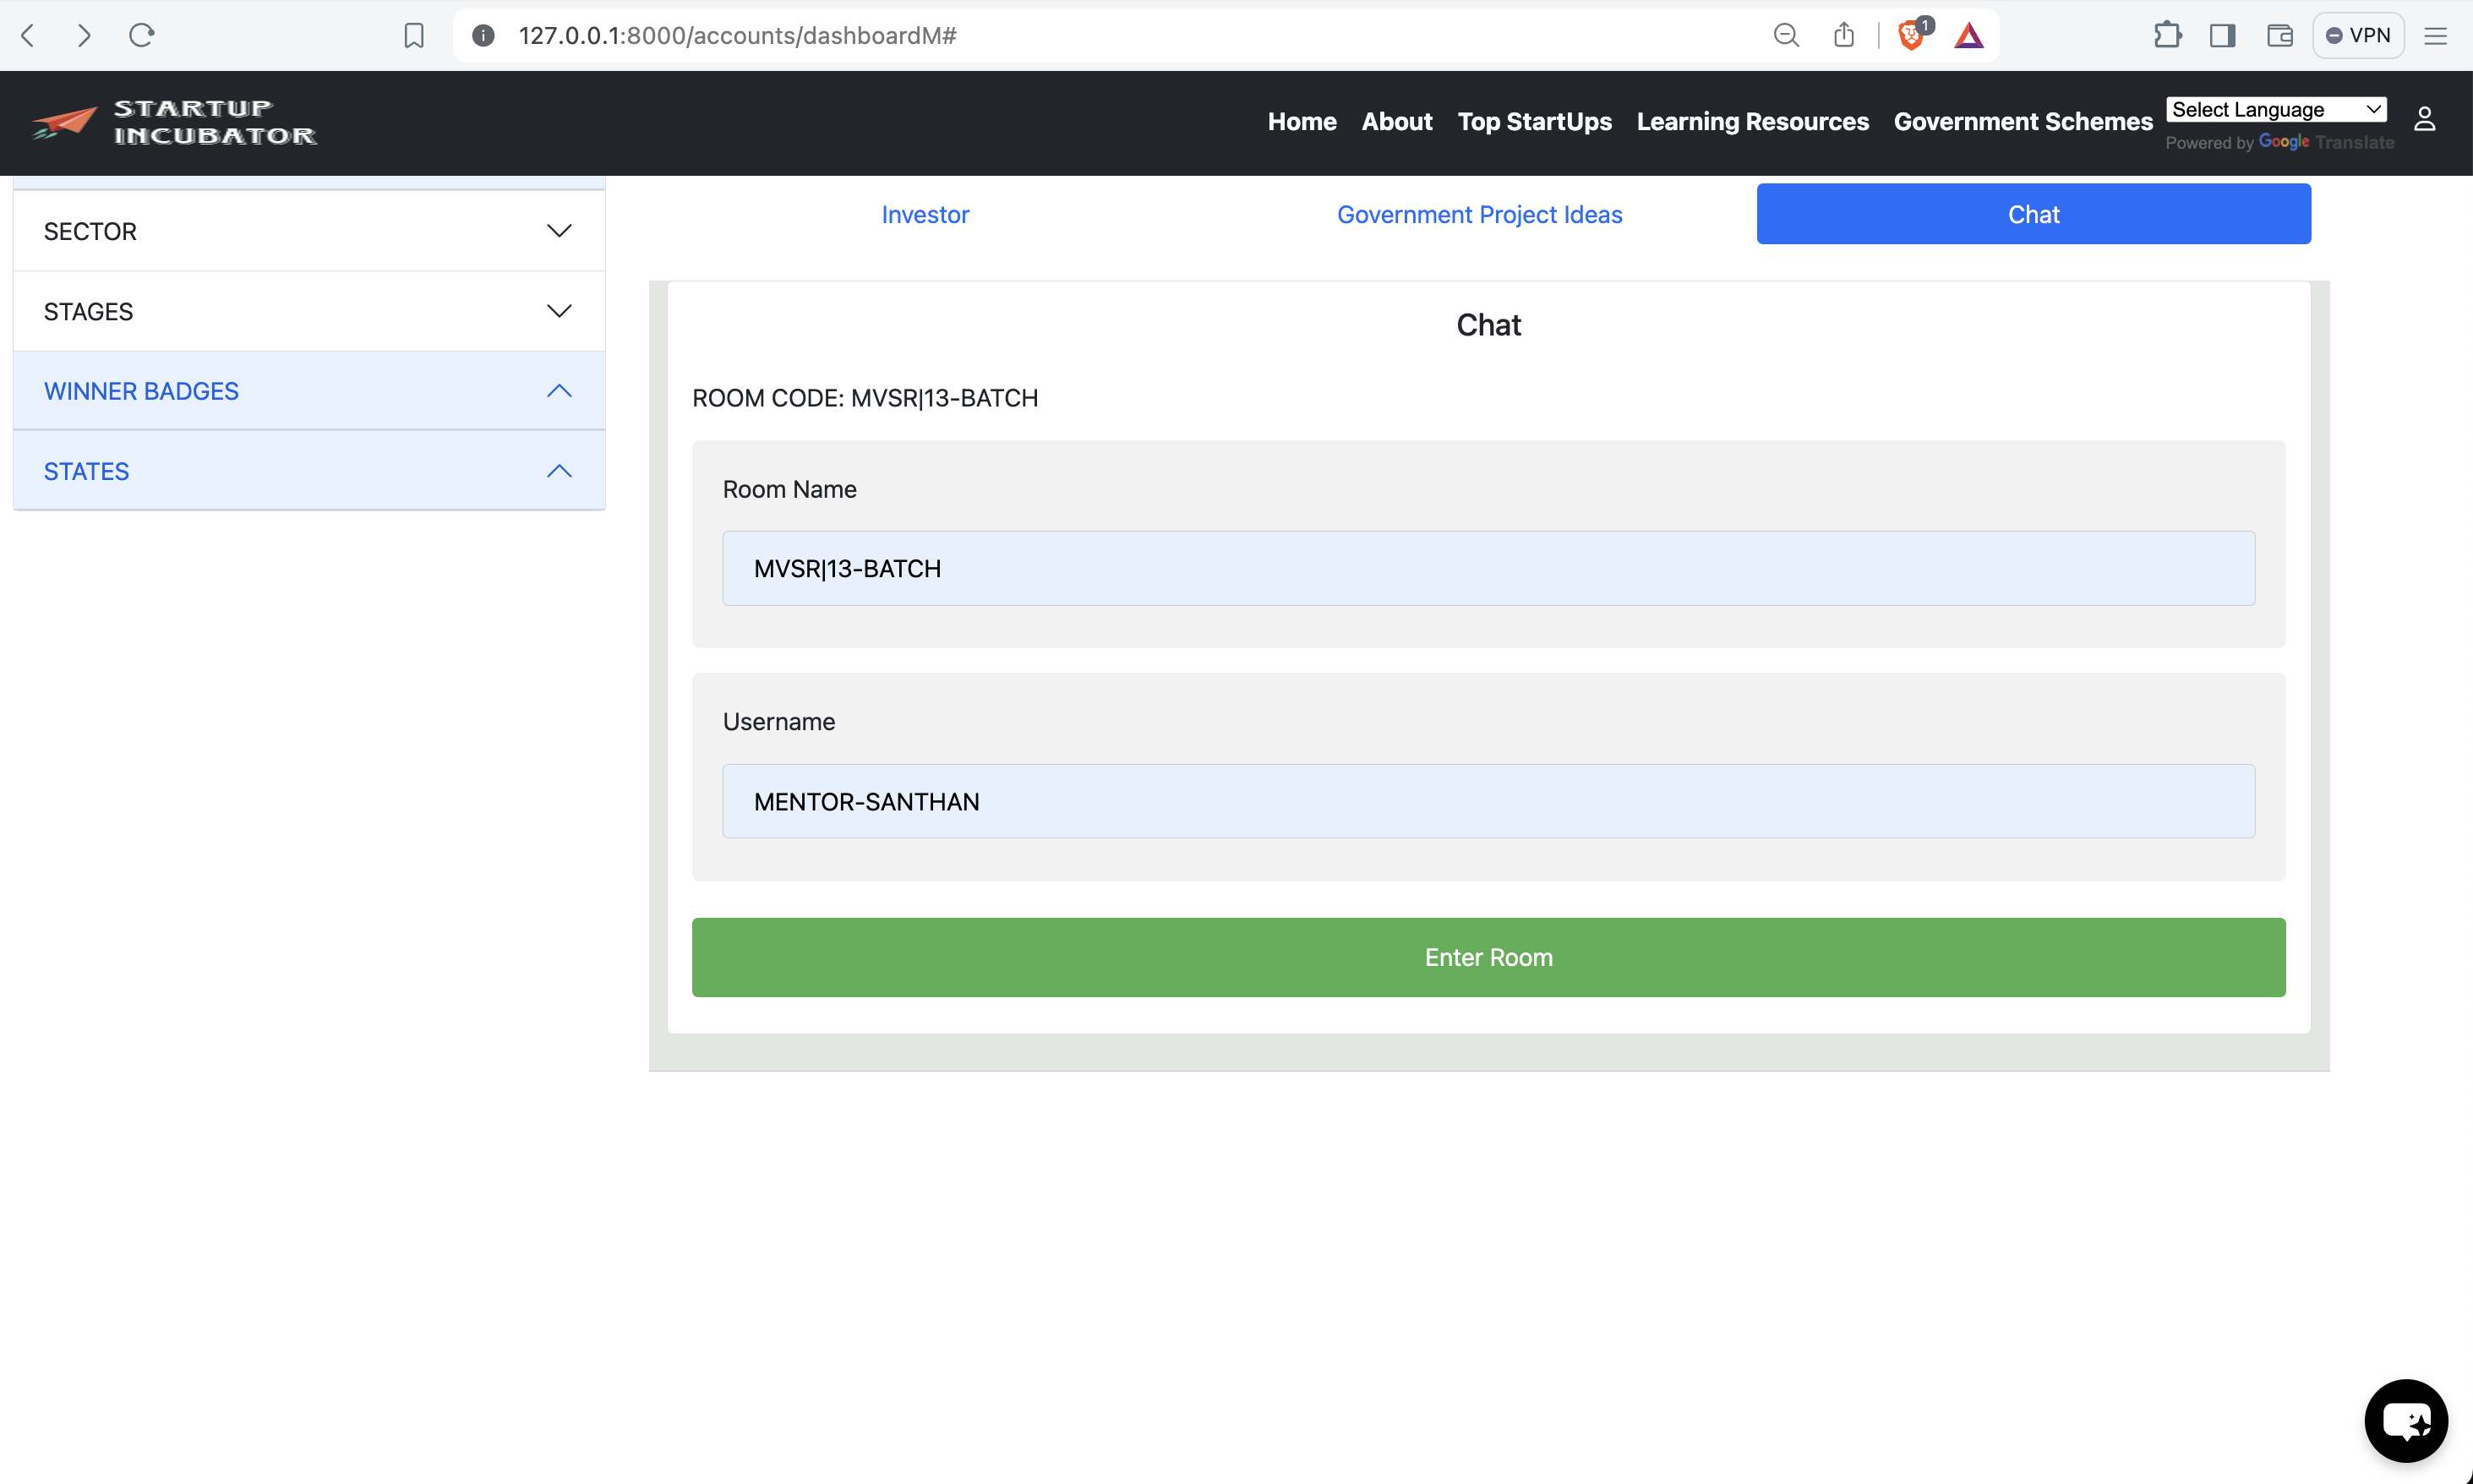 127.0.0.1:8000/accounts/dashboardM#
1
VPN
STARTUP
INCUBATOR
Home About Top StartUps Learning Resources Government Schemes
Select Language
Powered by Google Translate
SECTOR
STAGES
WINNER BADGES
STATES
Investor
Government Project Ideas
Chat
Chat
ROOM CODE: MVSR|13-BATCH
Room Name
MVSR|13-BATCH
Username
MENTOR-SANTHAN
Enter Room